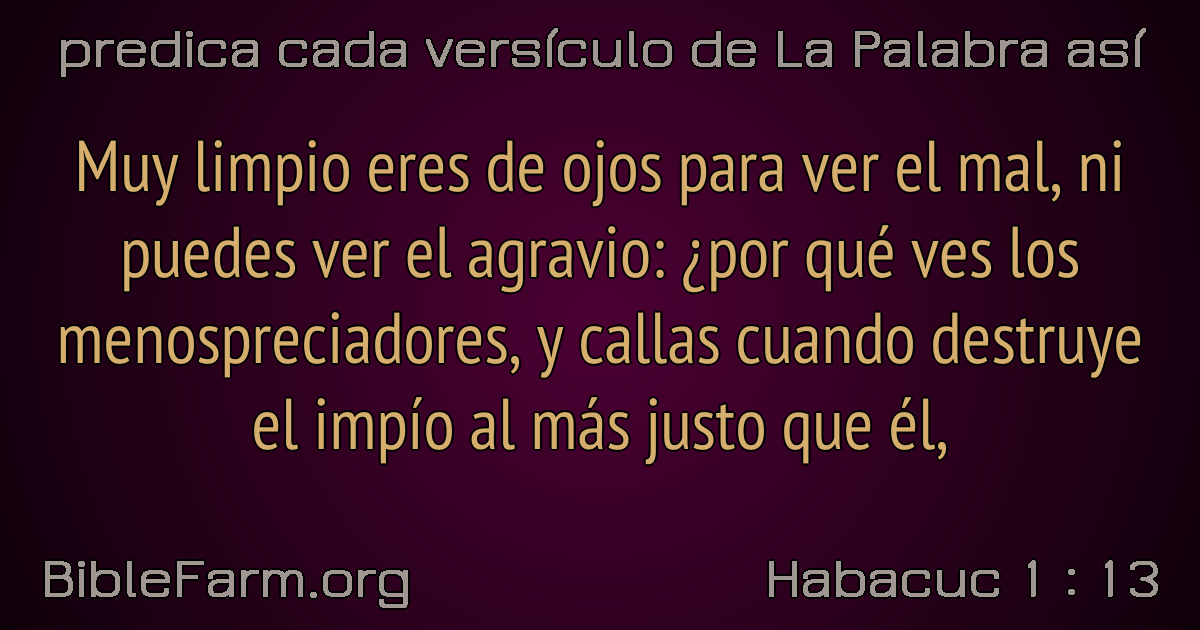 predica cada versículo de La Palabra así
Muy limpio eres de ojos para ver el mal, ni
puedes ver el agravio: ¿por qué ves los
menospreciadores, y callas cuando destruye
el impío al más justo que él,
BibleFarm.org
Habacuc 1 : 13